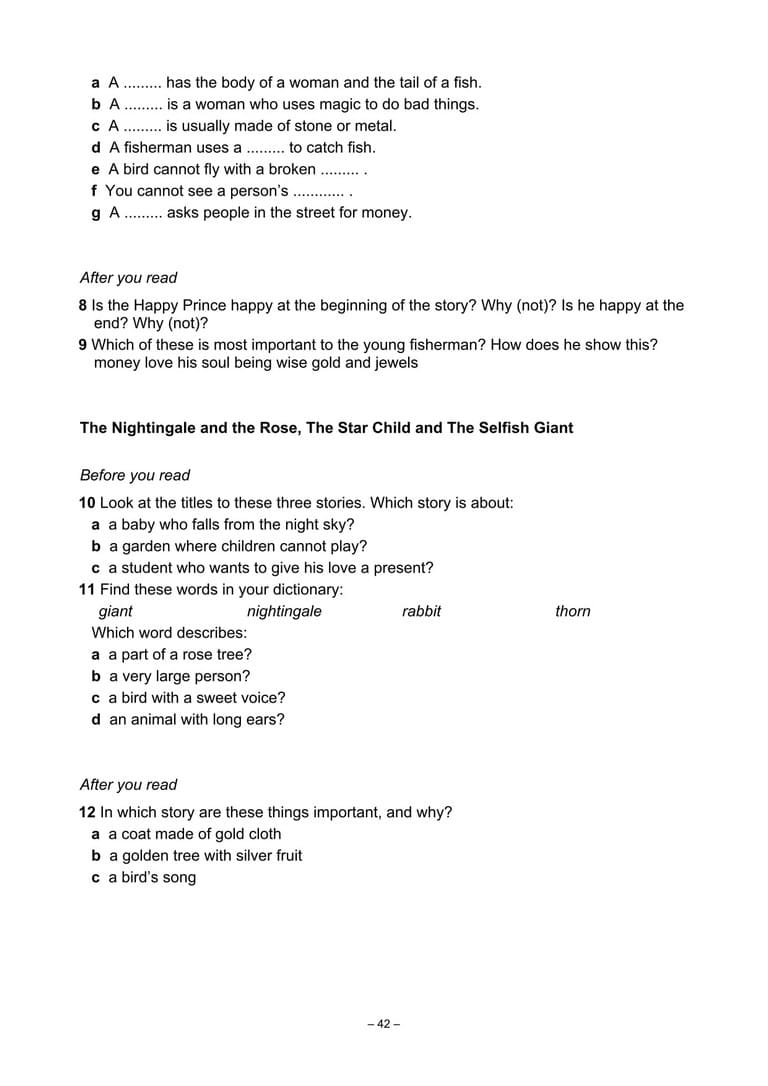 a A ......... has the body of a woman and the tail of a fish.
b A ......... is a woman who uses magic to do bad things.
c A ......... is usually made of stone or metal.
d A fisherman uses a ......... to catch fish.
e A bird cannot fly with a broken ......... .
f You cannot see a person’s ............ .
g A ......... asks people in the street for money.
After you read
8 Is the Happy Prince happy at the beginning of the story? Why (not)? Is he happy at the
end? Why (not)?
9 Which of these is most important to the young fisherman? How does he show this?
money love his soul being wise gold and jewels
The Nightingale and the Rose, The Star Child and The Selfish Giant
Before you read
10 Look at the titles to these three stories. Which story is about:
a a baby who falls from the night sky?
b a garden where children cannot play?
c a student who wants to give his love a present?
11 Find these words in your dictionary:
giant nightingale rabbit thorn
Which word describes:
a a part of a rose tree?
b a very large person?
c a bird with a sweet voice?
d an animal with long ears?
After you read
12 In which story are these things important, and why?
a a coat made of gold cloth
b a golden tree with silver fruit
c a bird’s song
– 42 –